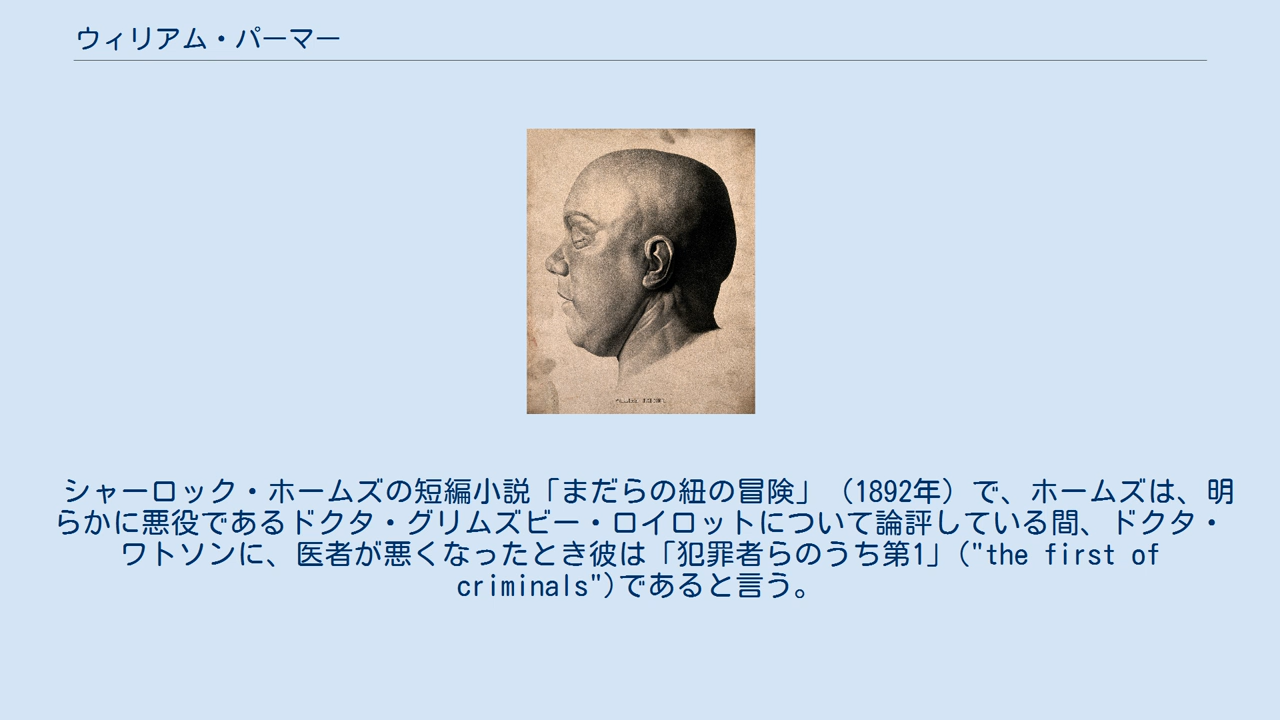 ウィリアム・パーマー
シャーロック・ホームズの短編小説「まだらの紐の冒険」（1892年）で、ホームズは、明
らかに悪役であるドクタ・グリムズビー・ロイロットについて論評している間、ドクタ・
ワトソンに、医者が悪くなったとき彼は「犯罪者らのうち第1」("the first of
criminals")であると言う。